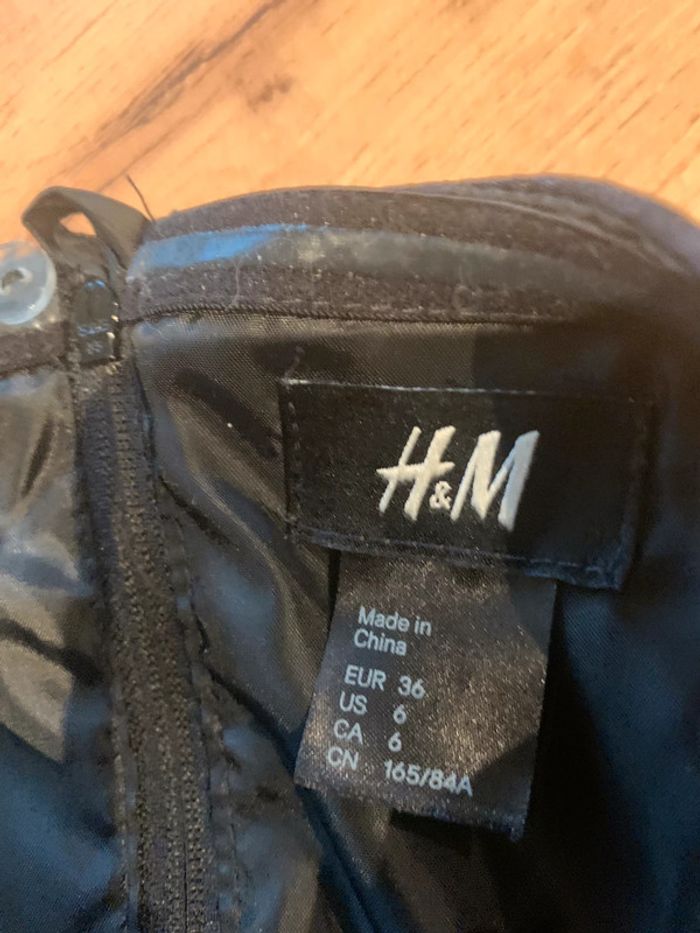 H&M
Made in
China
EUR 36
US 6
CA 6
CN 165/84A